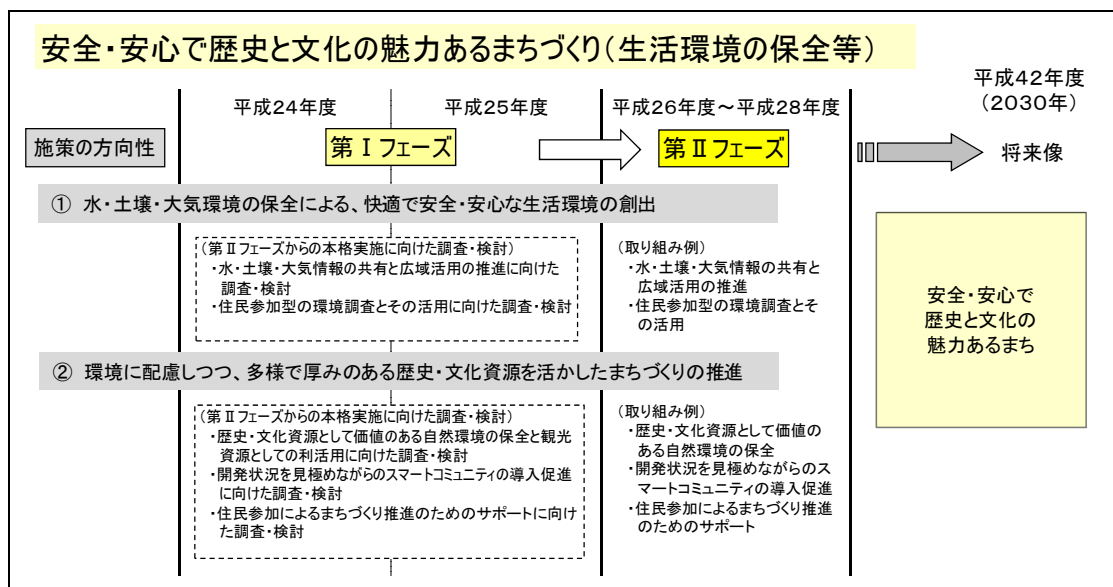 安全・安心で歴史と文化の魅力あるまちづくり(生活環境の保全等)
平成24年度
平成25年度
平成26年度～平成28年度
平成42年度
(2030年)
施策の方向性
第Ⅰフェーズ
第Ⅱフェーズ
将来像
① 水・土壌・大気環境の保全による、快適で安全・安心な生活環境の創出
(第Ⅱフェーズからの本格実施に向けた調査・検討)
・水・土壌・大気情報の共有と広域活用の推進に向けた
調査・検討
・住民参加型の環境調査とその活用に向けた調査・検討
(取り組み例)
・水・土壌・大気情報の共有と
広域活用の推進
・住民参加型の環境調査とそ
の活用
② 環境に配慮しつつ、多様で厚みのある歴史・文化資源を活かしたまちづくりの推進
(第Ⅱフェーズからの本格実施に向けた調査・検討)
・歴史・文化資源として価値のある自然環境の保全と観光
資源としての利活用に向けた調査・検討
・開発状況を見極めながらのスマートコミュニティの導入促進
に向けた調査・検討
・住民参加によるまちづくり推進のためのサポートに向け
た調査・検討
(取り組み例)
・歴史・文化資源として価値の
ある自然環境の保全
・開発状況を見極めながらのス
マートコミュニティの導入促進
・住民参加によるまちづくり推進
のためのサポート
安全・安心で
歴史と文化の
魅力あるまち